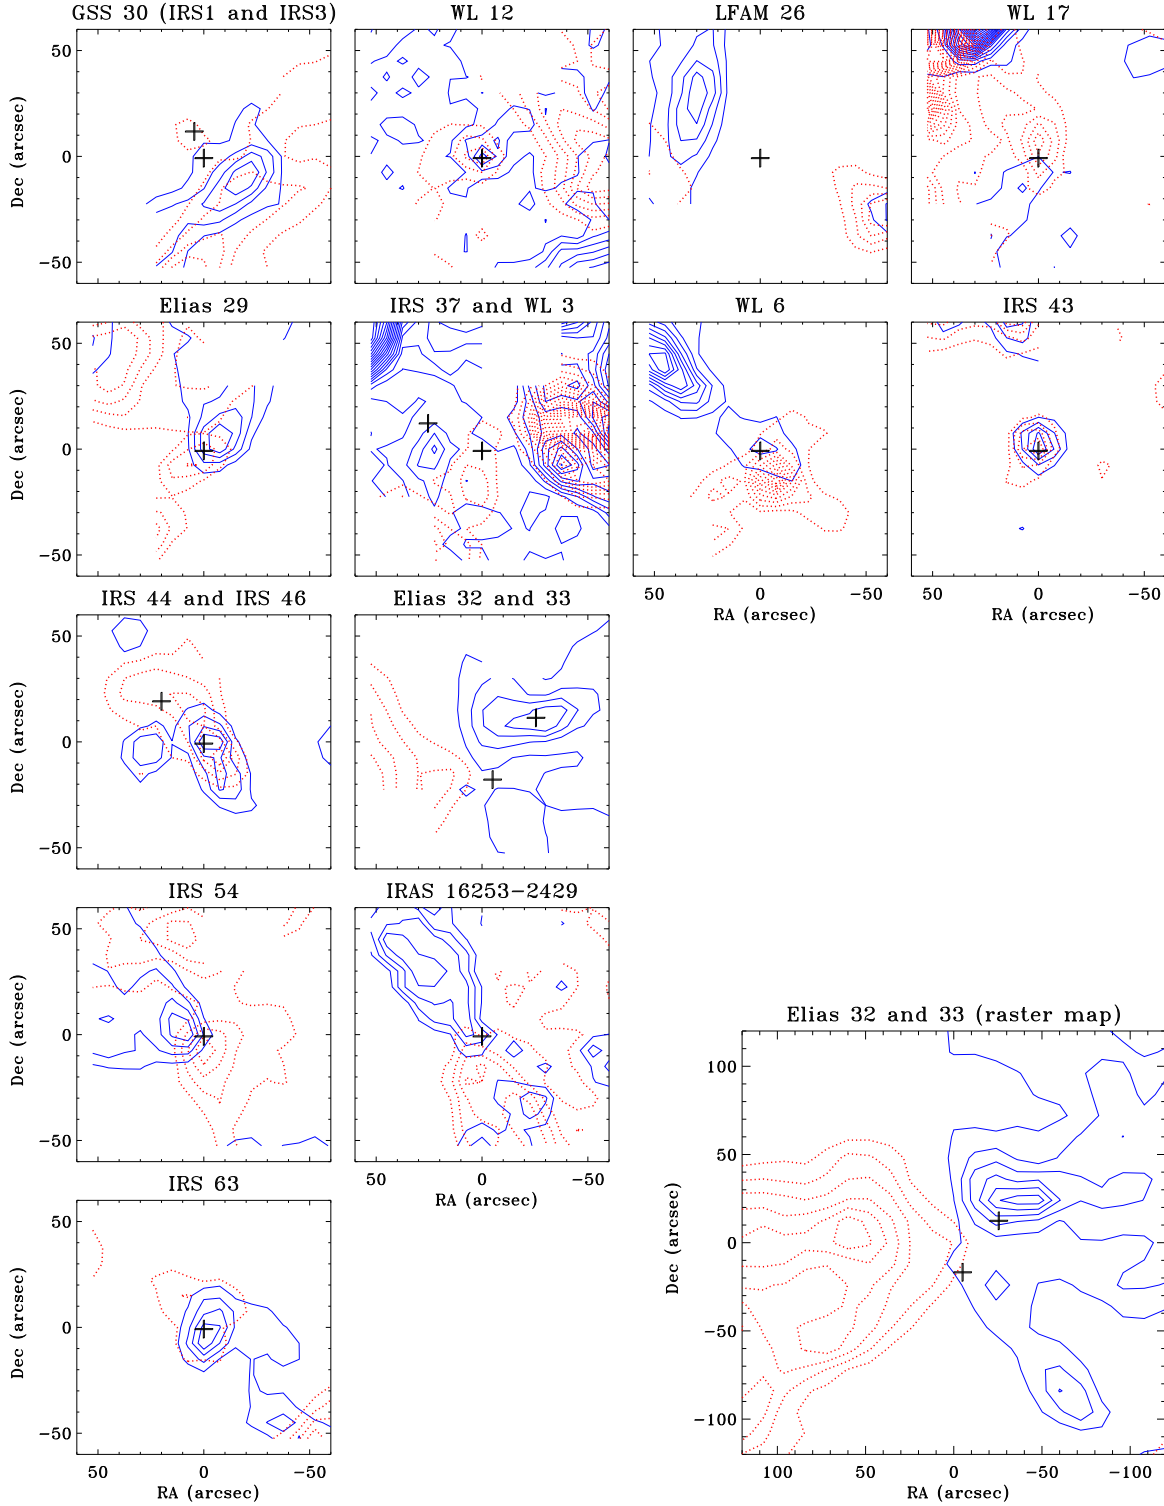 GSS 30 (IRS1 and IRS3)
WL 12
LFAM 26
WL 17
50
0
−50
Dec (arcsec)
Elias 29
IRS 37 and WL 3
WL 6
IRS 43
50
0
−50
Dec (arcsec)
50 0 −50
RA (arcsec)
50 0 −50
RA (arcsec)
IRS 44 and IRS 46
Elias 32 and 33
50
0
−50
Dec (arcsec)
IRS 54
IRAS 16253−2429
50
0
−50
Dec (arcsec)
50 0 −50
RA (arcsec)
Elias 32 and 33 (raster map)
100
50
0
−50
−100
Dec (arcsec)
100 50 0 −50 −100
RA (arcsec)
IRS 63
50
0
−50
Dec (arcsec)
50 0 −50
RA (arcsec)